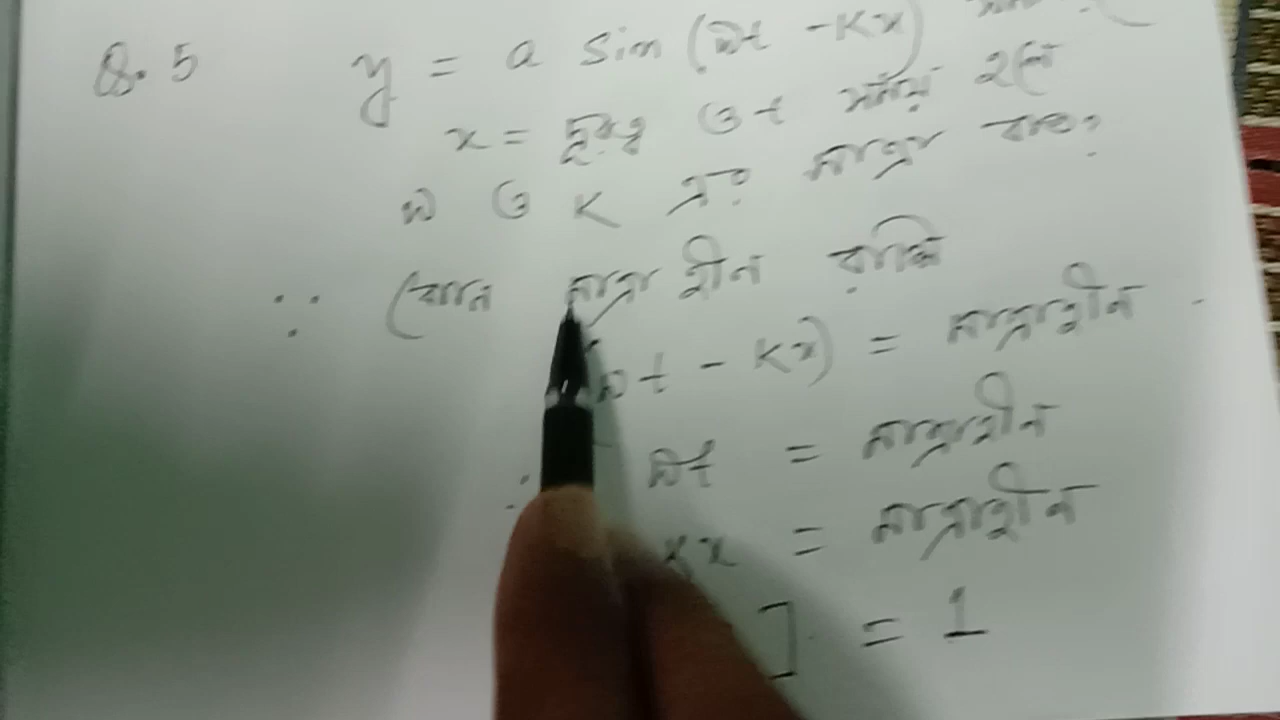 Q. 5 y = a sin (ωt - Kx)
x = দূরত্ব ও t সময় হলে
ω ও K এর মাত্রা কত?
∵ কোন মাত্রাহীন রাশি
ωt - Kx) = মাত্রাহীন
∴ ωt = মাত্রাহীন
Kx = মাত্রাহীন
] = 1